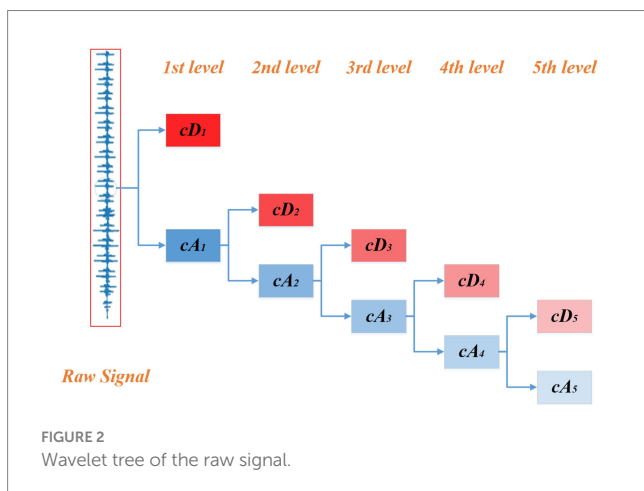 1st level 2nd level 3rd level 4th level 5th level
cD₁
cD₂
cA₁
cD₃
cA₂
cD₄
cA₃
cD₅
cA₄
Raw Signal
cA₅
FIGURE 2
Wavelet tree of the raw signal.